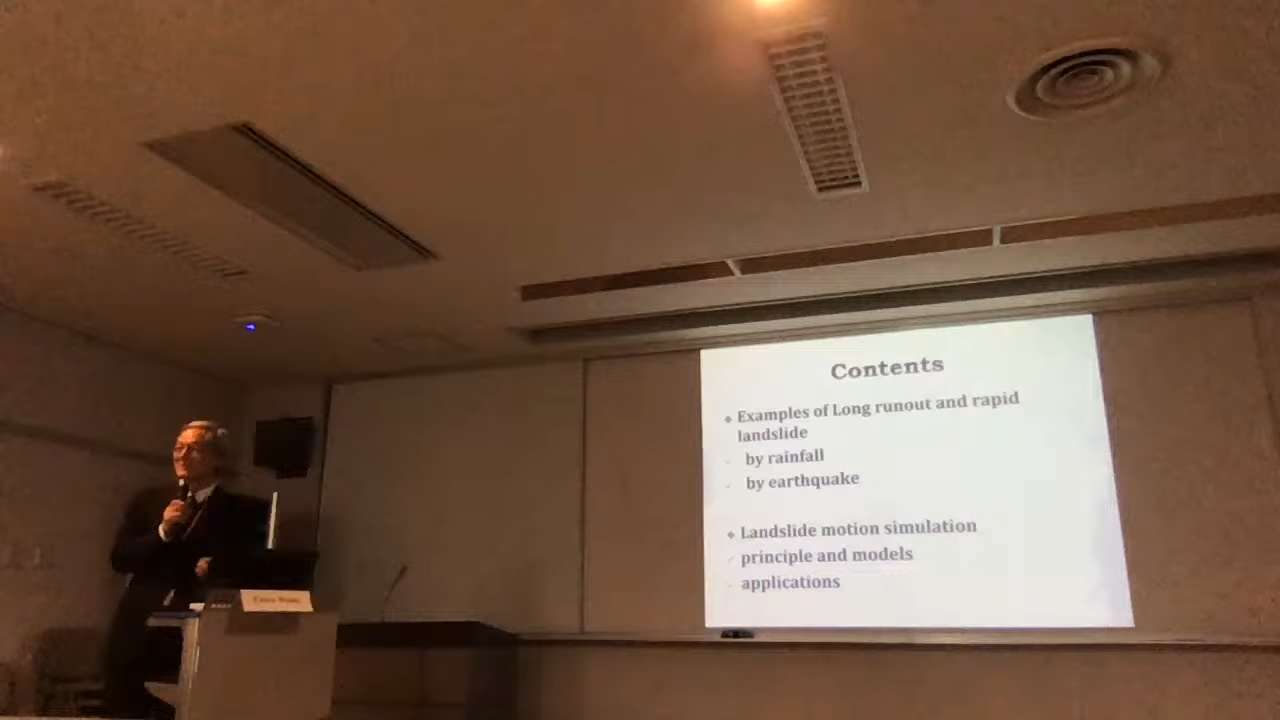 Contents
Examples of Long runout and rapid
landslide
by rainfall
by earthquake
Landslide motion simulation
principle and models
applications